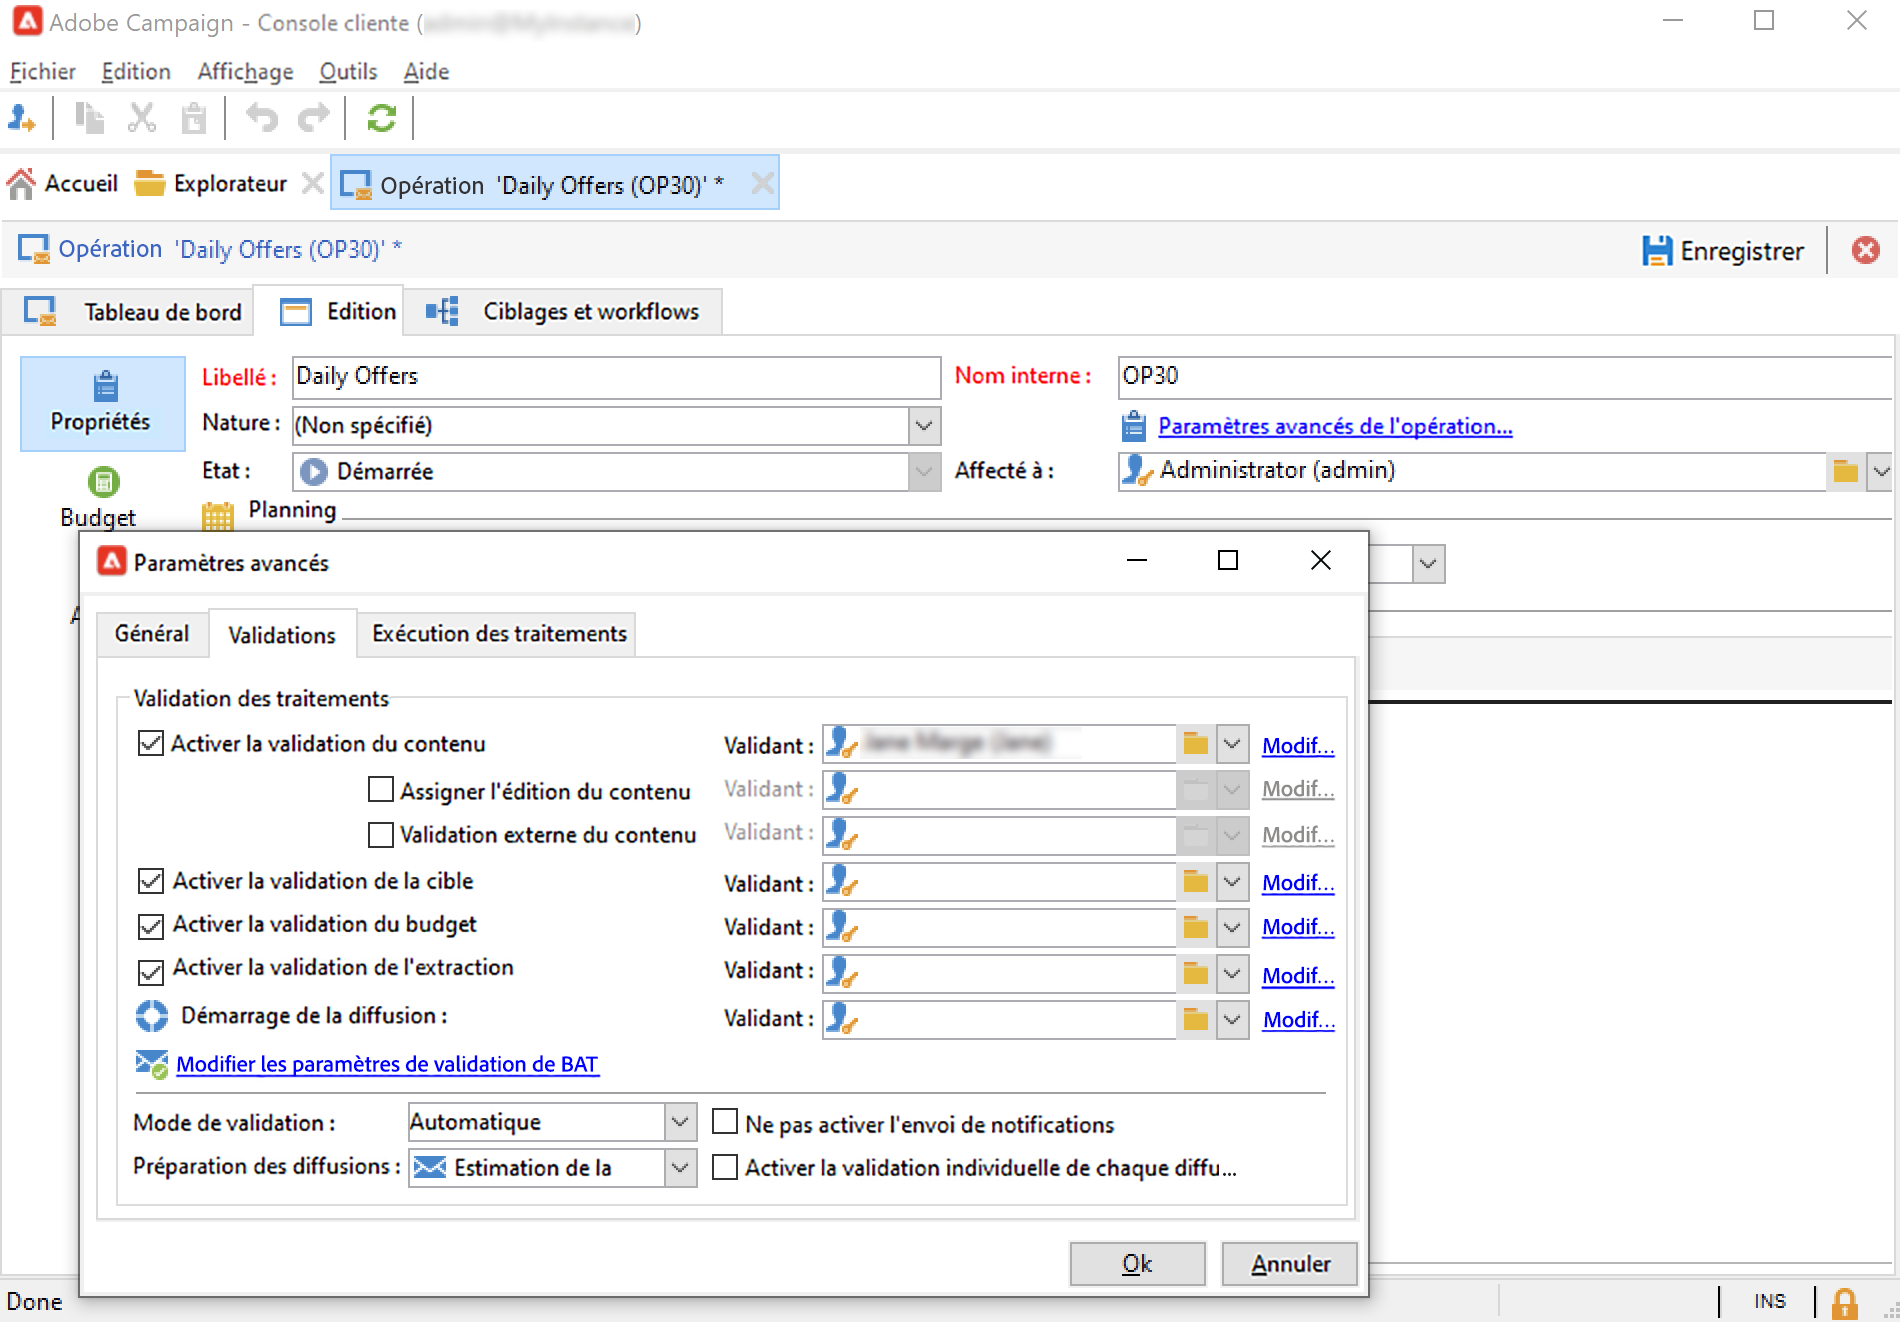 Adobe Campaign - Console cliente ( )
Fichier Edition Affichage Outils Aide
Accueil Explorateur Opération 'Daily Offers (OP30)' *
Opération 'Daily Offers (OP30)' * Enregistrer
Tableau de bord Edition Ciblages et workflows
Propriétés
Budget
Libellé : Daily Offers Nom interne : OP30
Nature : (Non spécifié) Paramètres avancés de l'opération...
Etat : Démarrée Affecté à : Administrator (admin)
Planning
Paramètres avancés
Général Validations Exécution des traitements
Validation des traitements
Activer la validation du contenu Validant : Modif...
Assigner l'édition du contenu Validant : Modif...
Validation externe du contenu Validant : Modif...
Activer la validation de la cible Validant : Modif...
Activer la validation du budget Validant : Modif...
Activer la validation de l'extraction Validant : Modif...
Démarrage de la diffusion : Validant : Modif...
Modifier les paramètres de validation de BAT
Mode de validation : Automatique Ne pas activer l'envoi de notifications
Préparation des diffusions : Estimation de la Activer la validation individuelle de chaque diffu...
Ok Annuler
Done INS